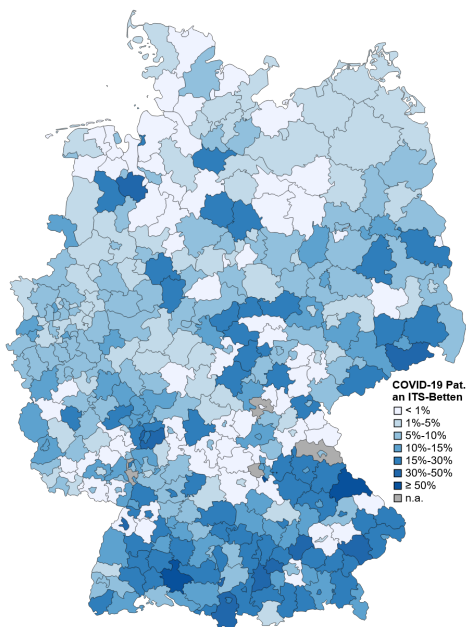 COVID-19 Pat.
an ITS-Betten
< 1%
1%-5%
5%-10%
10%-15%
15%-30%
30%-50%
≥ 50%
n.a.